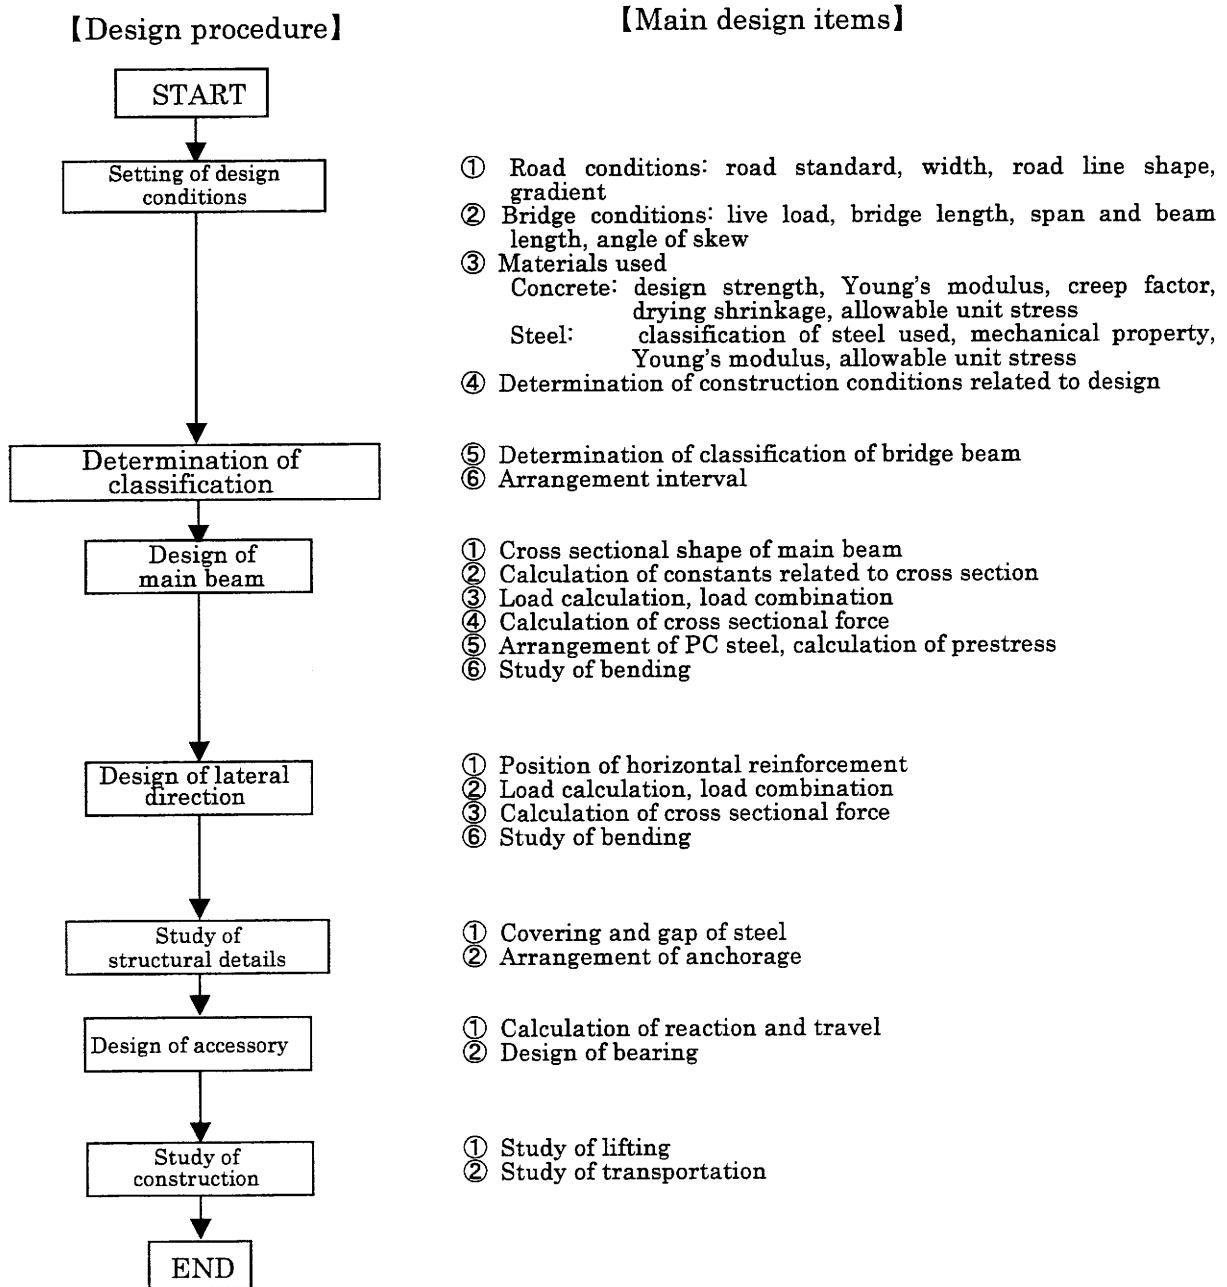 【Design procedure】
【Main design items】
START
Setting of design
conditions
① Road conditions: road standard, width, road line shape,
gradient
② Bridge conditions: live load, bridge length, span and beam
length, angle of skew
③ Materials used
Concrete: design strength, Young's modulus, creep factor,
drying shrinkage, allowable unit stress
Steel: classification of steel used, mechanical property,
Young's modulus, allowable unit stress
④ Determination of construction conditions related to design
Determination of
classification
⑤ Determination of classification of bridge beam
⑥ Arrangement interval
Design of
main beam
① Cross sectional shape of main beam
② Calculation of constants related to cross section
③ Load calculation, load combination
④ Calculation of cross sectional force
⑤ Arrangement of PC steel, calculation of prestress
⑥ Study of bending
Design of lateral
direction
① Position of horizontal reinforcement
② Load calculation, load combination
③ Calculation of cross sectional force
⑥ Study of bending
Study of
structural details
① Covering and gap of steel
② Arrangement of anchorage
Design of accessory
① Calculation of reaction and travel
② Design of bearing
Study of
construction
① Study of lifting
② Study of transportation
END